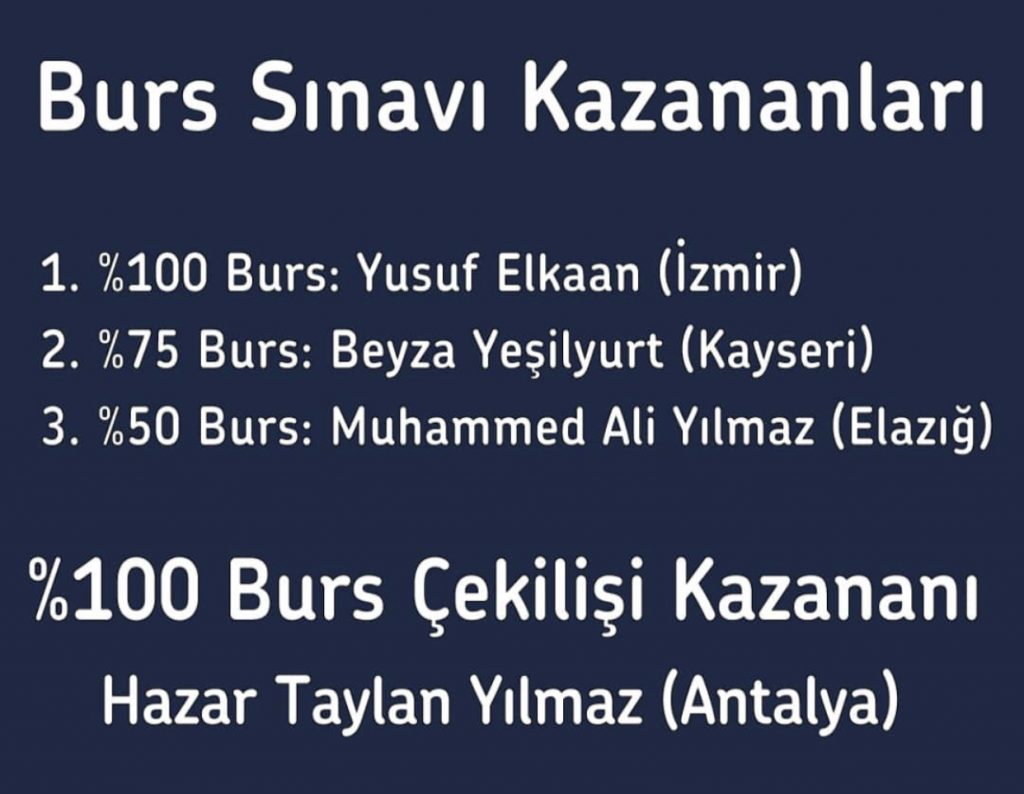 Burs Sınavı Kazananları
1. %100 Burs: Yusuf Elkaan (İzmir)
2. %75 Burs: Beyza Yeşilyurt (Kayseri)
3. %50 Burs: Muhammed Ali Yılmaz (Elazığ)
%100 Burs Çekilişi Kazananı
Hazar Taylan Yılmaz (Antalya)